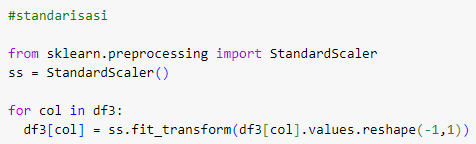 #standarisasi
from sklearn.preprocessing import StandardScaler
ss = StandardScaler()
for col in df3:
  df3[col] = ss.fit_transform(df3[col].values.reshape(-1,1))